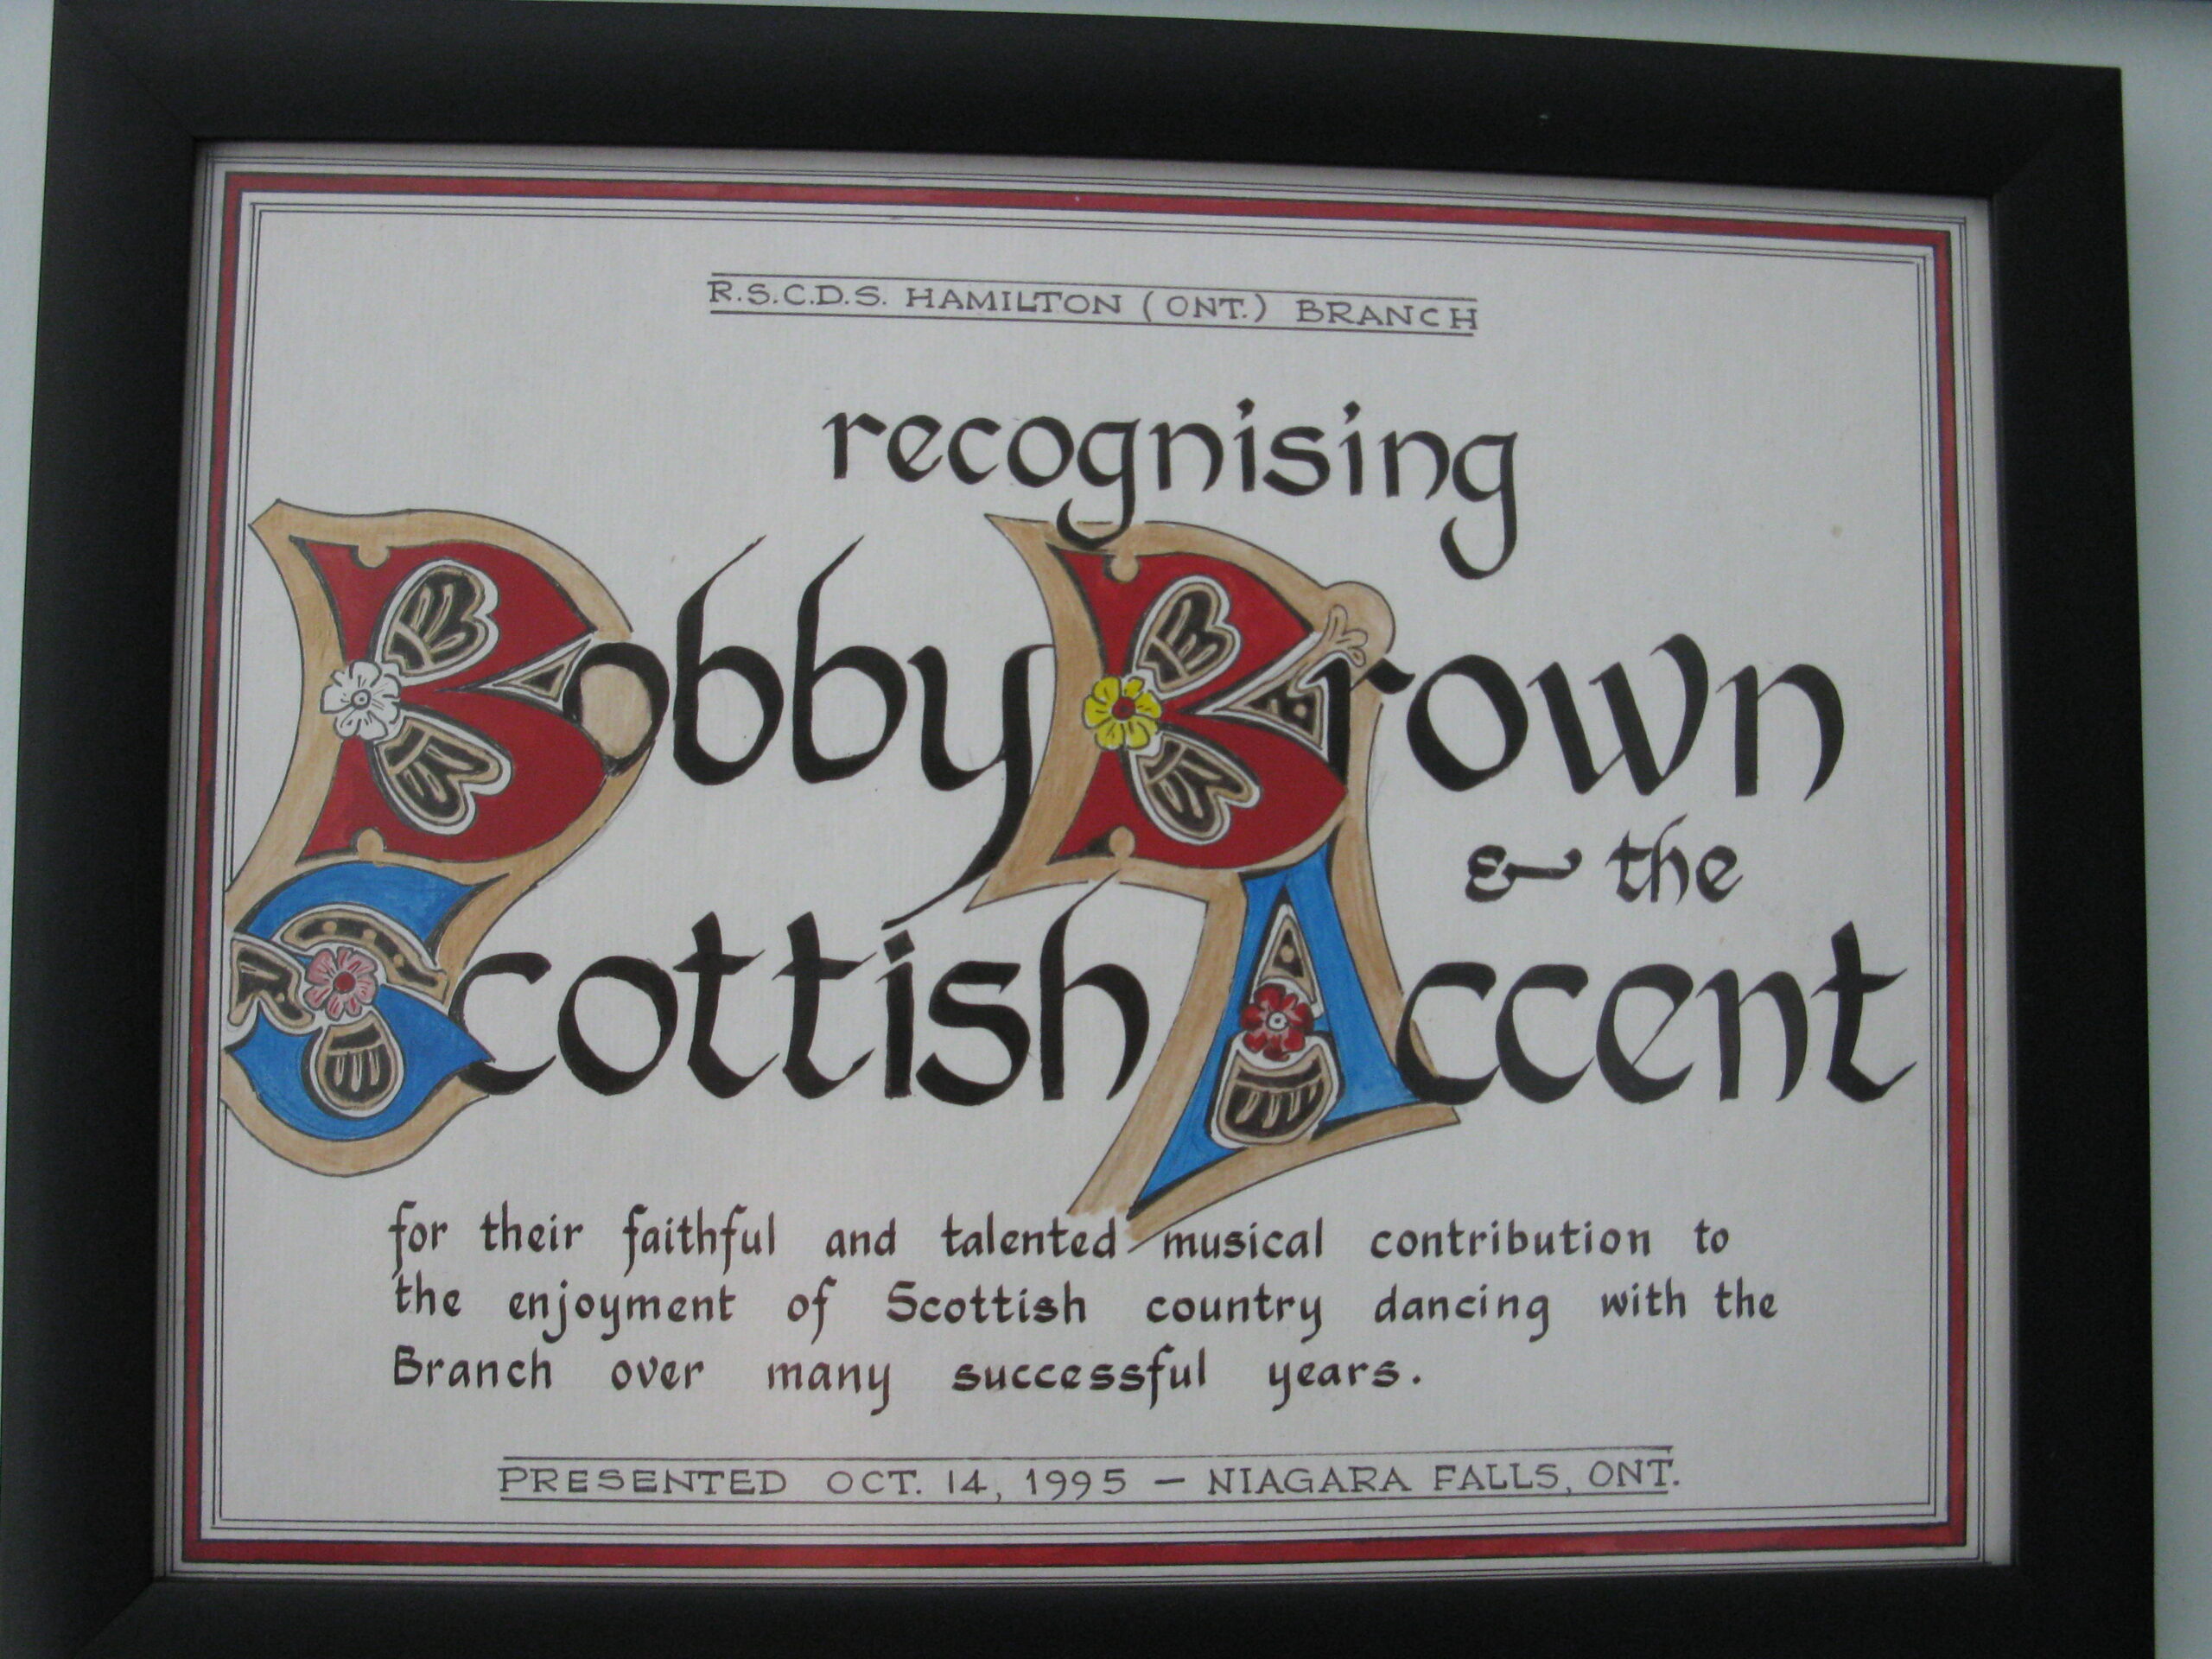 R.S.C.D.S. HAMILTON (ONT.) BRANCH
recognising
Bobby Brown
& the
Scottish Accent
for their faithful and talented musical contribution to
the enjoyment of Scottish country dancing with the
Branch over many successful years.
PRESENTED OCT. 14, 1995 — NIAGARA FALLS, ONT.